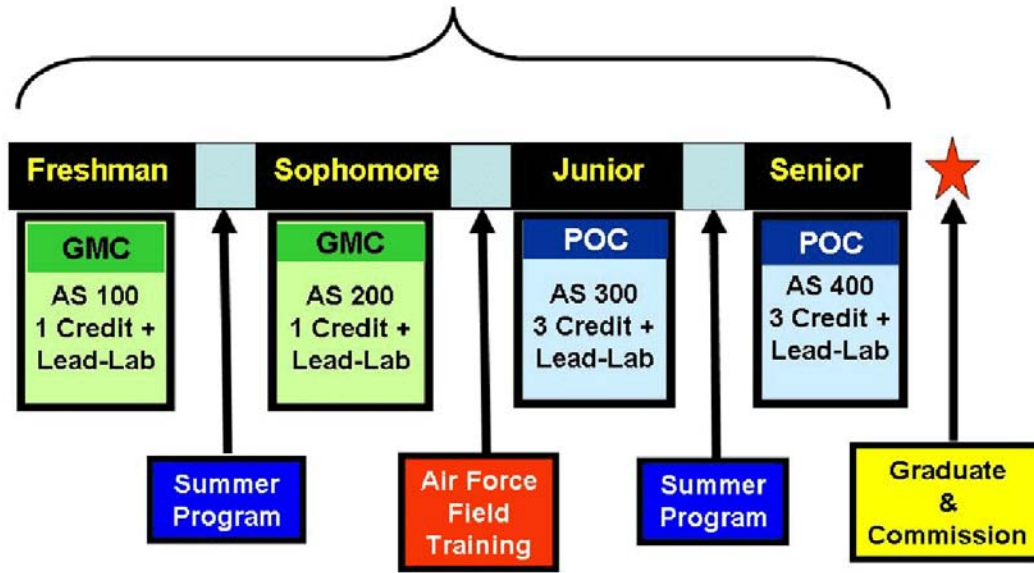 Freshman
Sophomore
Junior
Senior
GMC
AS 100
1 Credit +
Lead-Lab
GMC
AS 200
1 Credit +
Lead-Lab
POC
AS 300
3 Credit +
Lead-Lab
POC
AS 400
3 Credit +
Lead-Lab
Summer
Program
Air Force
Field
Training
Summer
Program
Graduate
&
Commission